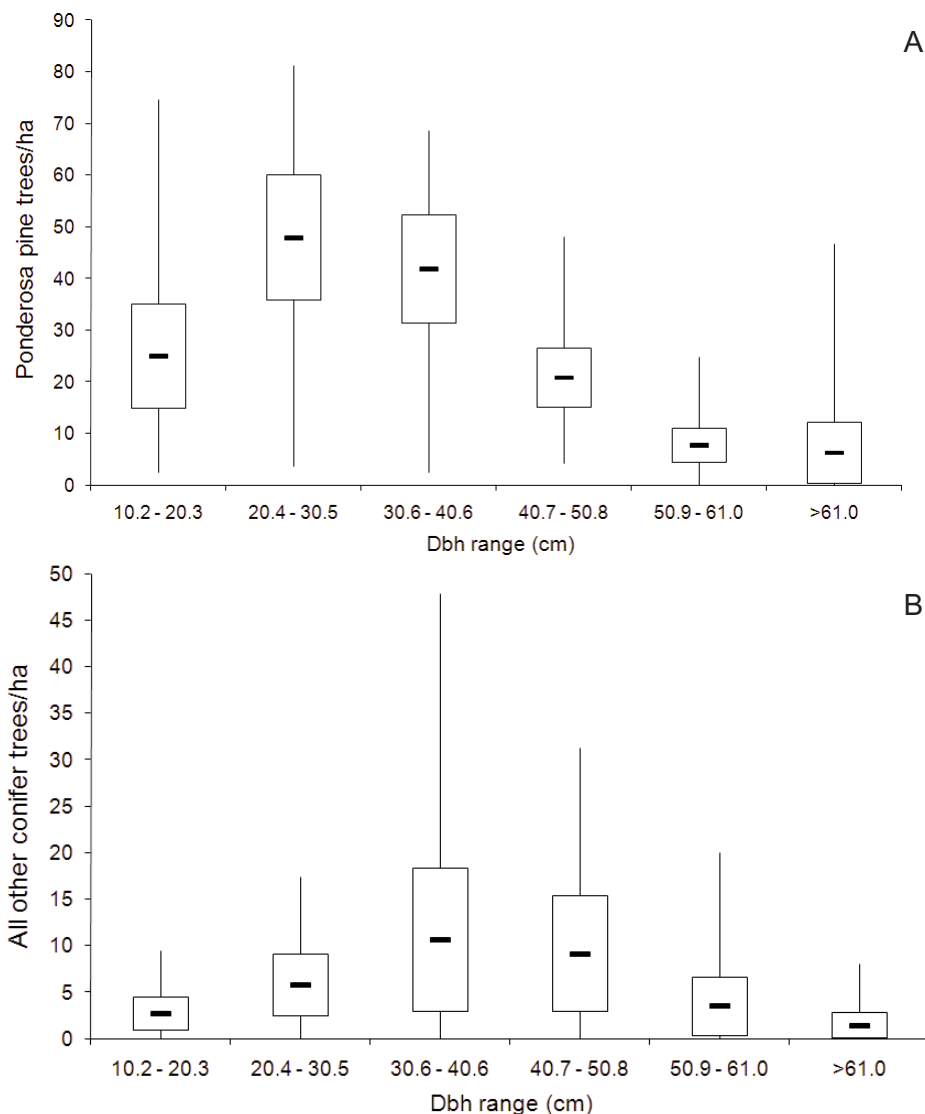 A
Ponderosa pine trees/ha
90
80
70
60
50
40
30
20
10
0
10.2 - 20.3 20.4 - 30.5 30.6 - 40.6 40.7 - 50.8 50.9 - 61.0 >61.0
Dbh range (cm)
B
All other conifer trees/ha
50
45
40
35
30
25
20
15
10
5
0
10.2 - 20.3 20.4 - 30.5 30.6 - 40.6 40.7 - 50.8 50.9 - 61.0 >61.0
Dbh range (cm)